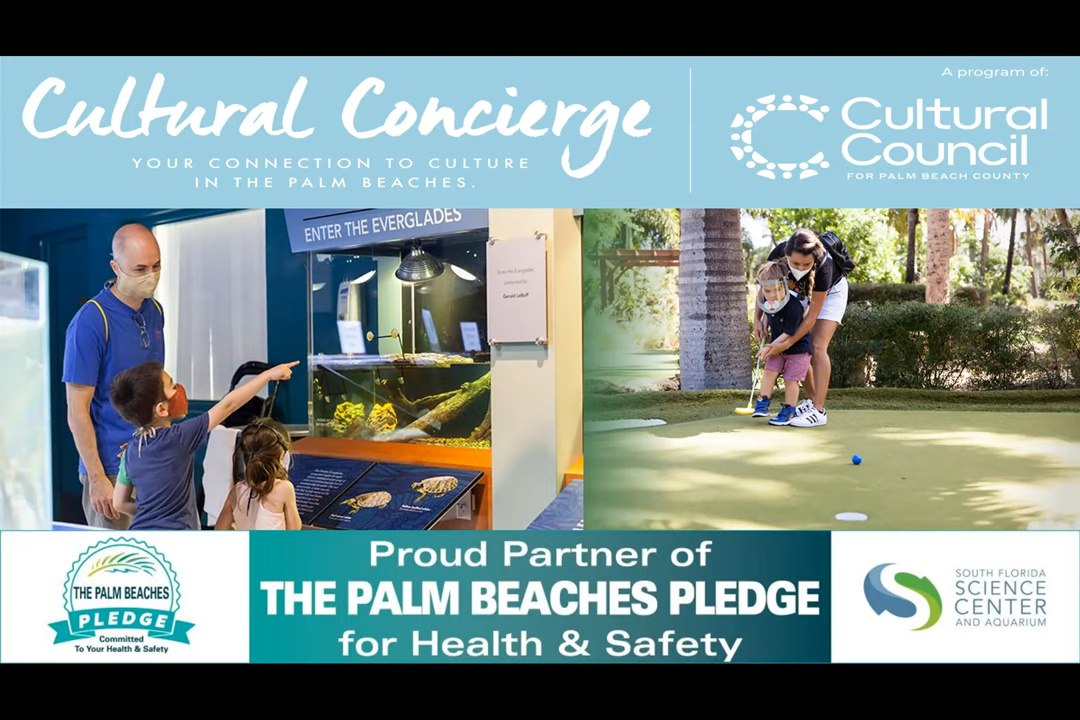 Cultural Concierge
YOUR CONNECTION TO CULTURE
IN THE PALM BEACHES.
A program of:
Cultural
Council
FOR PALM BEACH COUNTY
ENTER THE EVERGLADES
THE PALM BEACHES
PLEDGE
Committed
To Your Health & Safety
Proud Partner of
THE PALM BEACHES PLEDGE
for Health & Safety
SOUTH FLORIDA
SCIENCE
CENTER
AND AQUARIUM